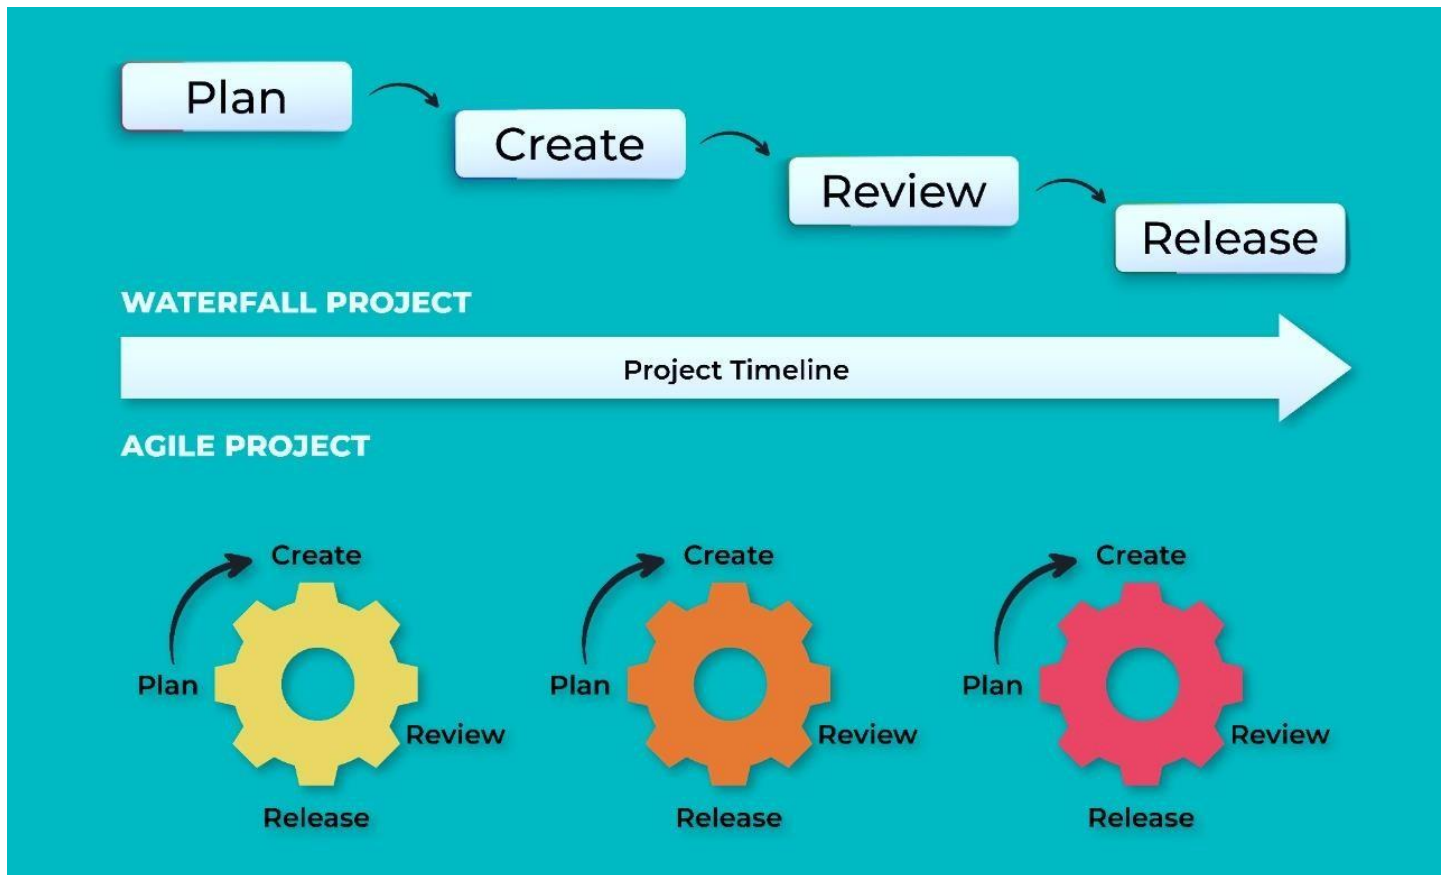 Plan
Create
Review
Release
WATERFALL PROJECT
Project Timeline
AGILE PROJECT
Create
Plan
Review
Release
Create
Plan
Review
Release
Create
Plan
Review
Release